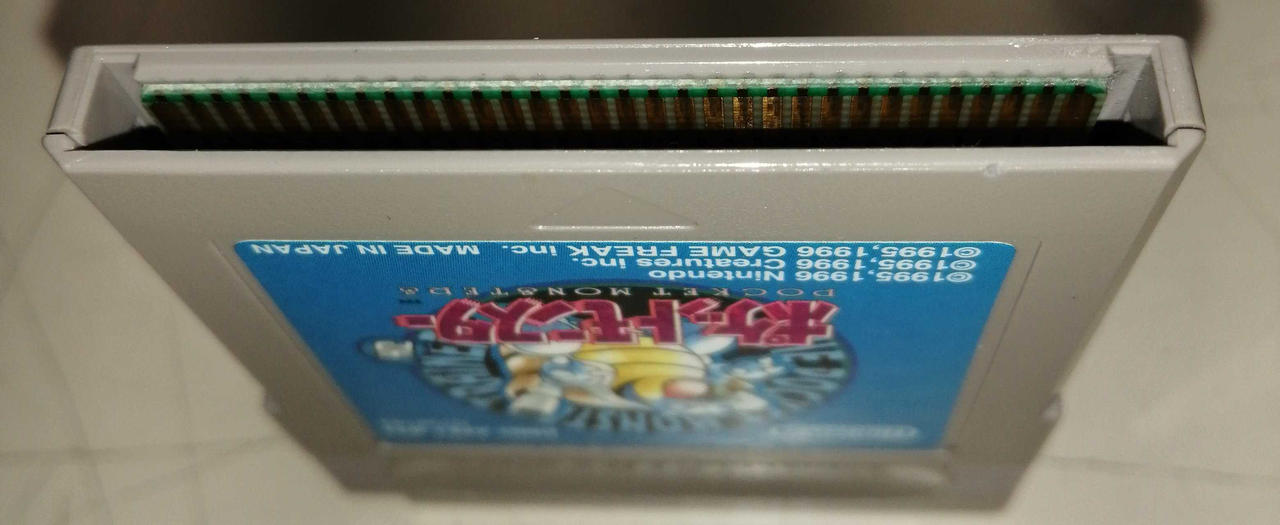 ポケットモンスター
POCKET MONSTERS
©1995,1996 Nintendo
©1995,1996 Creatures inc.
©1995,1996 GAME FREAK inc. MADE IN JAPAN